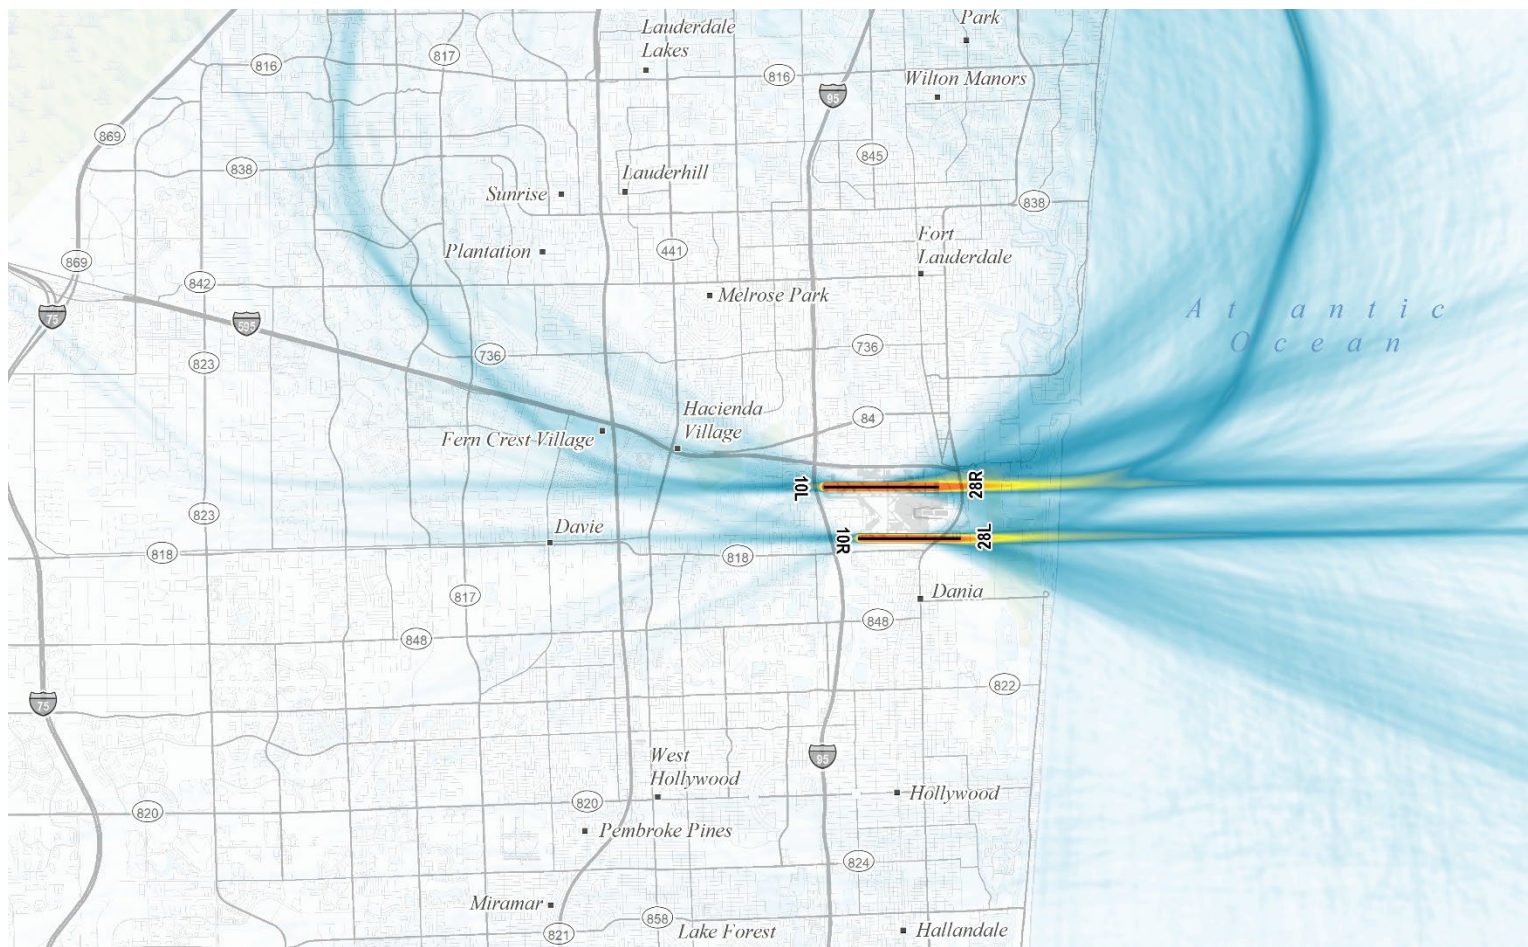 Park
Lauderdale
Lakes
817
816
816
Wilton Manors
95
869
845
838
Lauderhill
Sunrise
838
Fort
Lauderdale
Plantation
441
869
842
Melrose Park
Atlantic
Ocean
75
595
736
736
823
84
Hacienda
Village
Fern Crest Village
10L
28R
823
Davie
10R
28L
818
818
817
Dania
848
848
822
75
West
Hollywood
95
820
Hollywood
820
Pembroke Pines
824
Miramar
858
821
Lake Forest
Hallandale